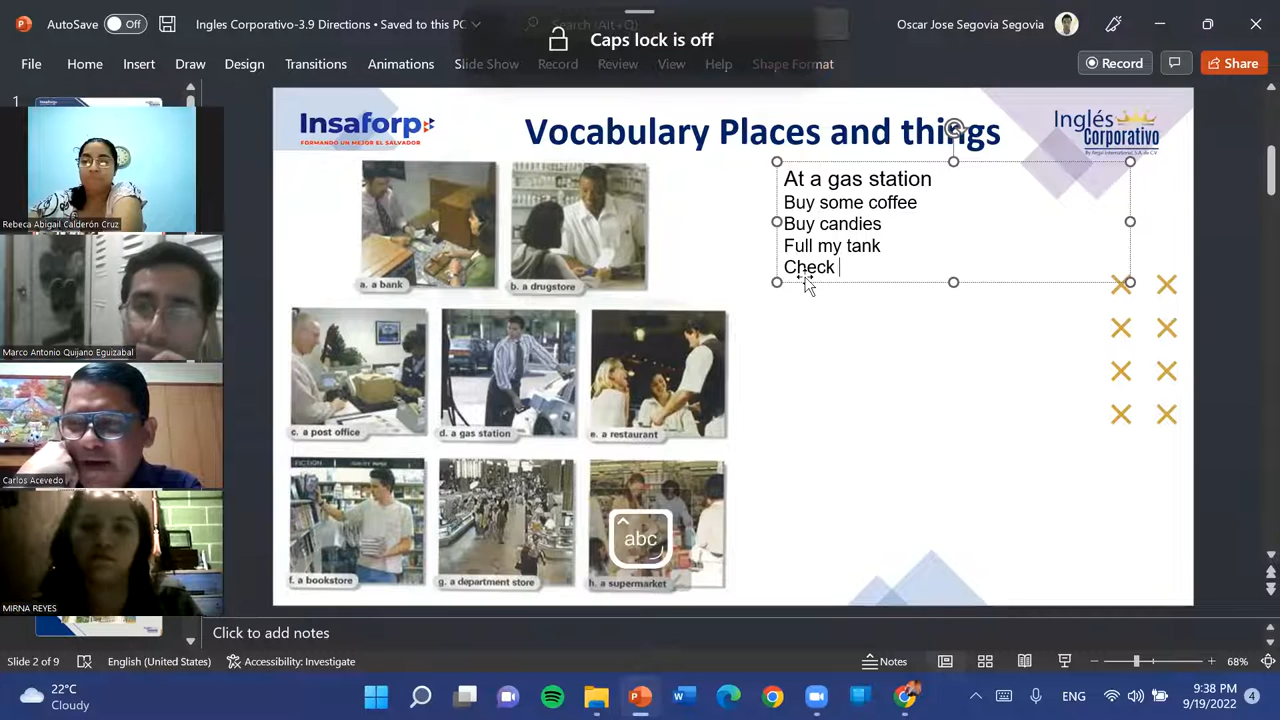 AutoSave Off Ingles Corporativo-3.9 Directions • Saved to this PC Search (Alt+Q) Oscar Jose Segovia Segovia
Caps lock is off
File Home Insert Draw Design Transitions Animations Slide Show Record Review View Help Shape Format Record Share
1
Insaforp
FORMANDO UN MEJOR EL SALVADOR
Vocabulary Places and things
Inglés
Corporativo
At a gas station
Buy some coffee
Buy candies
Full my tank
Check
a. a bank
b. a drugstore
c. a post office
d. a gas station
e. a restaurant
FICTION
f. a bookstore
g. a department store
h. a supermarket
abc
Rebeca Abigail Calderón Cruz
Marco Antonio Quijano Eguizabal
Carlos Acevedo
MIRNA REYES
Click to add notes
Slide 2 of 9 English (United States) Accessibility: Investigate Notes 68%
22°C
Cloudy
ENG
9:38 PM
9/19/2022
4